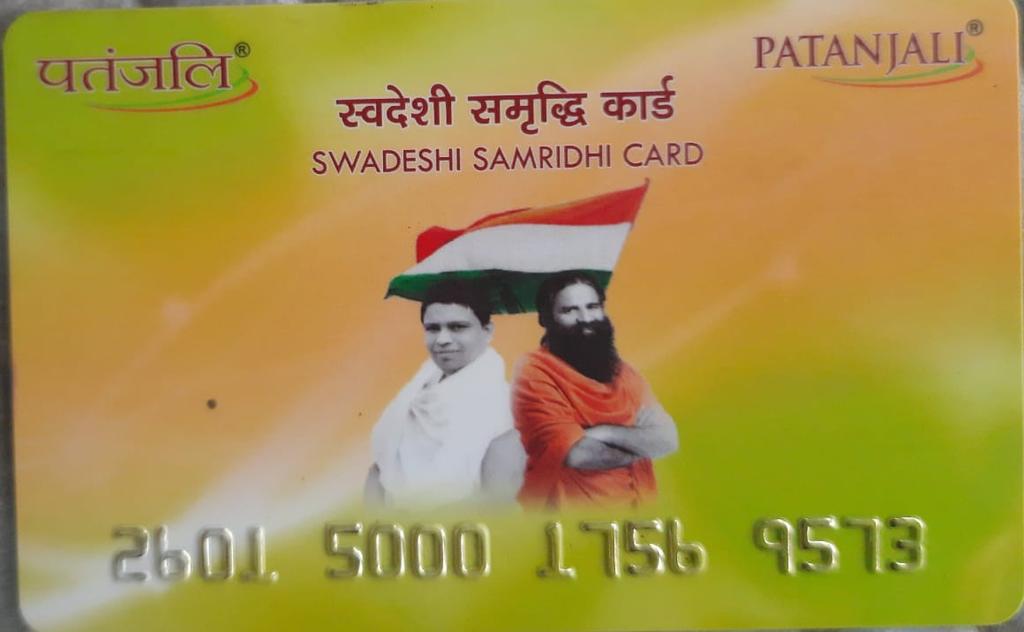 पतंजलि®
PATANJALI®
स्वदेशी समृद्धि कार्ड
SWADESHI SAMRIDHI CARD
2601 5000 1756 9573